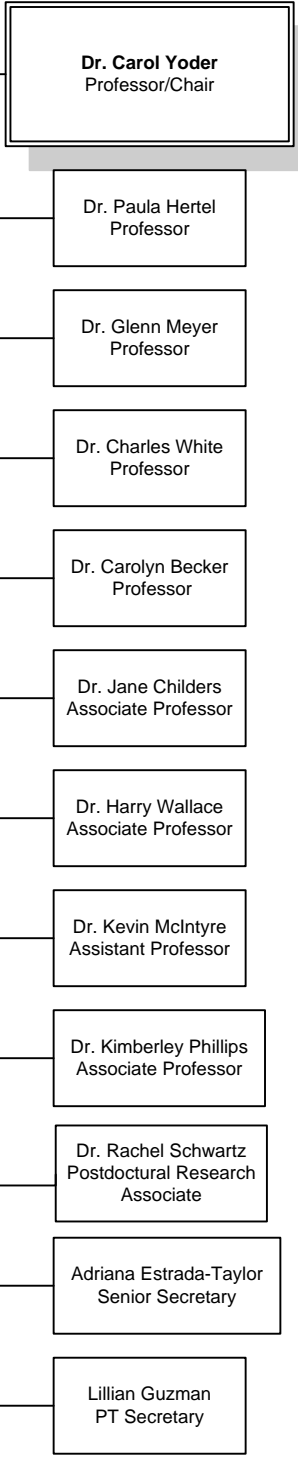 Dr. Carol Yoder
Professor/Chair
Dr. Paula Hertel
Professor
Dr. Glenn Meyer
Professor
Dr. Charles White
Professor
Dr. Carolyn Becker
Professor
Dr. Jane Childers
Associate Professor
Dr. Harry Wallace
Associate Professor
Dr. Kevin McIntyre
Assistant Professor
Dr. Kimberley Phillips
Associate Professor
Dr. Rachel Schwartz
Postdoctural Research
Associate
Adriana Estrada-Taylor
Senior Secretary
Lillian Guzman
PT Secretary